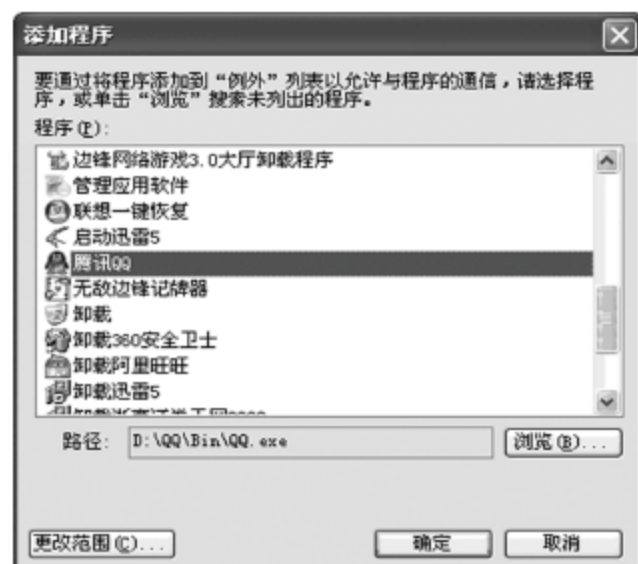 添加程序
要通过将程序添加到“例外”列表以允许与程序的通信，请选择程
序，或单击“浏览”搜索未列出的程序。
程序(P):
边锋网络游戏3.0大厅卸载程序
管理应用软件
联想一键恢复
启动迅雷5
腾讯QQ
无敌边锋记牌器
卸载
卸载360安全卫士
卸载阿里旺旺
卸载迅雷5
路径: D:\QQ\Bin\QQ.exe 浏览(B)...
更改范围(C)... 确定 取消